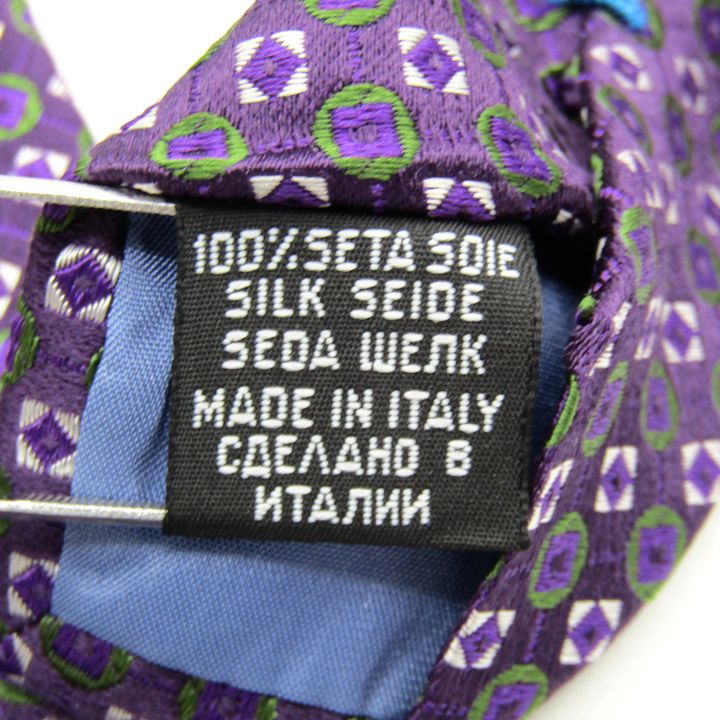 100% SETA SOIE
SILK SEIDE
SEDA ШЕЛК
MADE IN ITALY
СДЕЛАНО В
ИТАЛИИ